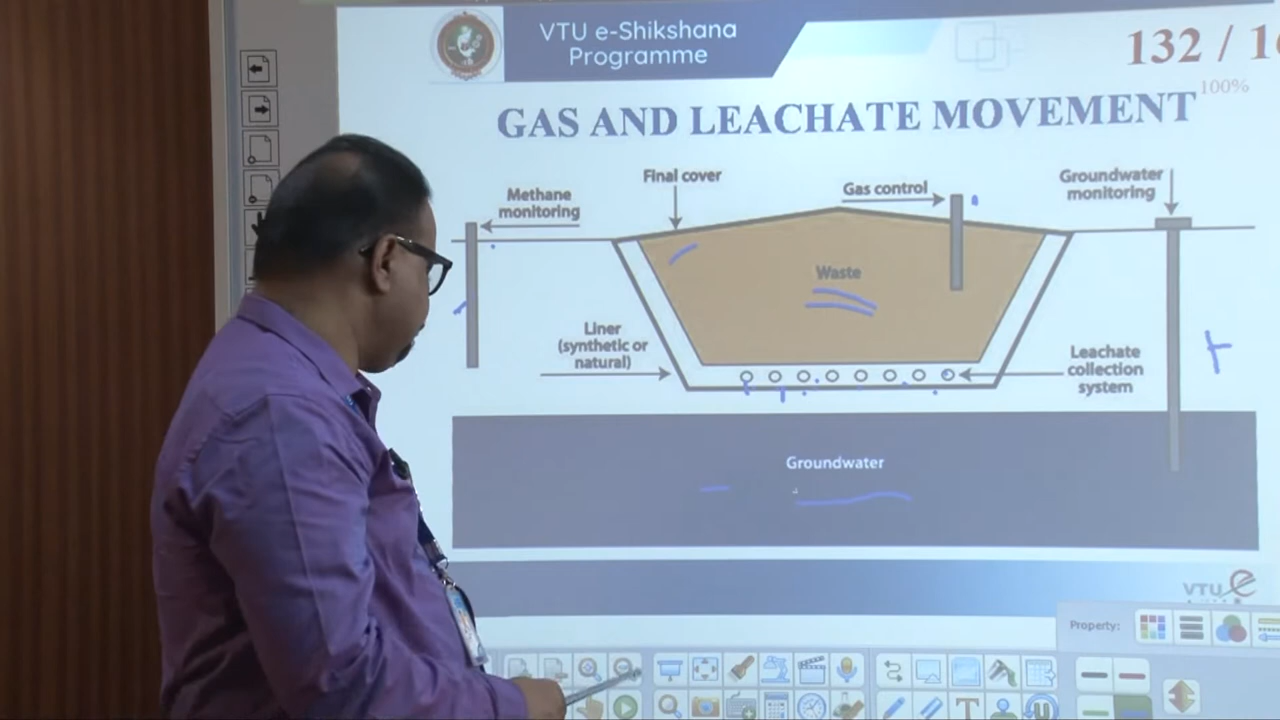 VTU e-Shikshana
Programme
132 / 1
100%
GAS AND LEACHATE MOVEMENT
Methane
monitoring
Final cover
Gas control
Groundwater
monitoring
Waste
Liner
(synthetic or
natural)
Leachate
collection
system
Groundwater
VTU e
Property: